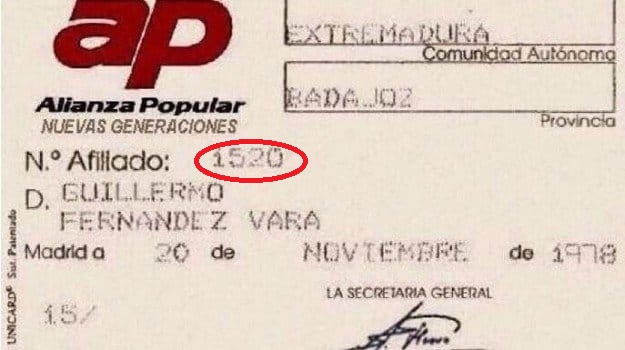 ap
EXTREMADURA
Comunidad Autónoma
Alianza Popular
BADAJOZ
NUEVAS GENERACIONES
Provincia
N.º Afiliado: 1520
D. GUILLERMO
FERNANDEZ VARA
Madrid a 20 de NOVIEMBRE de 1978
LA SECRETARIA GENERAL
15/
UNICARD® Sist. Patentado